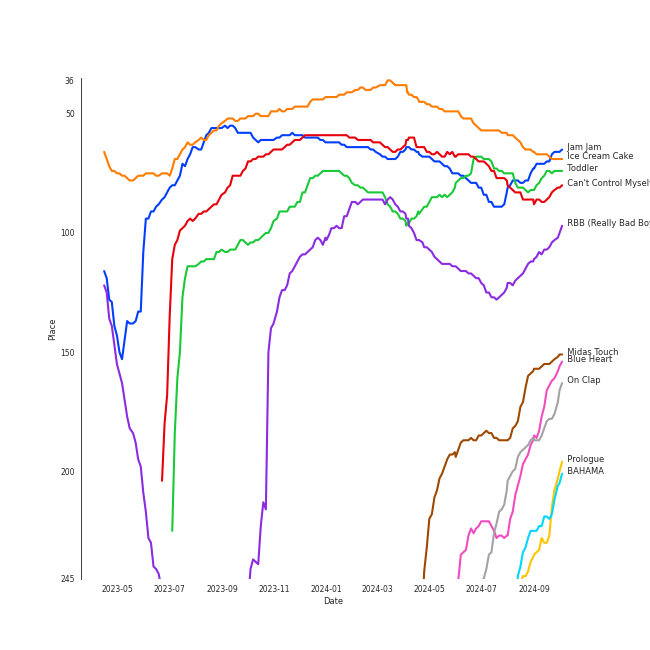 36
50
100
150
200
245
Place
2023-05
2023-07
2023-09
2023-11
2024-01
2024-03
2024-05
2024-07
2024-09
Date
Jam Jam
Ice Cream Cake
Toddler
Can't Control Myself
RBB (Really Bad Boy
Midas Touch
Blue Heart
On Clap
Prologue
BAHAMA